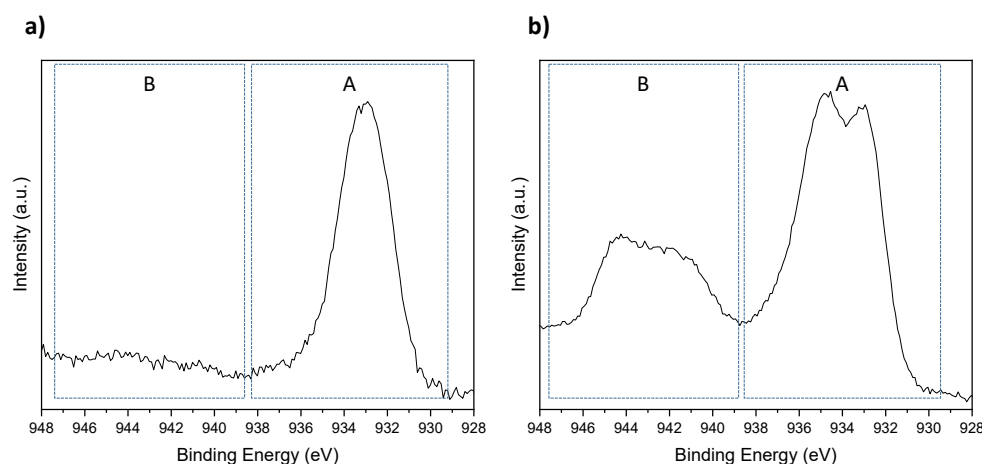 a)
b)
B
A
B
A
Intensity (a.u.)
Intensity (a.u.)
948 946 944 942 940 938 936 934 932 930 928
948 946 944 942 940 938 936 934 932 930 928
Binding Energy (eV)
Binding Energy (eV)